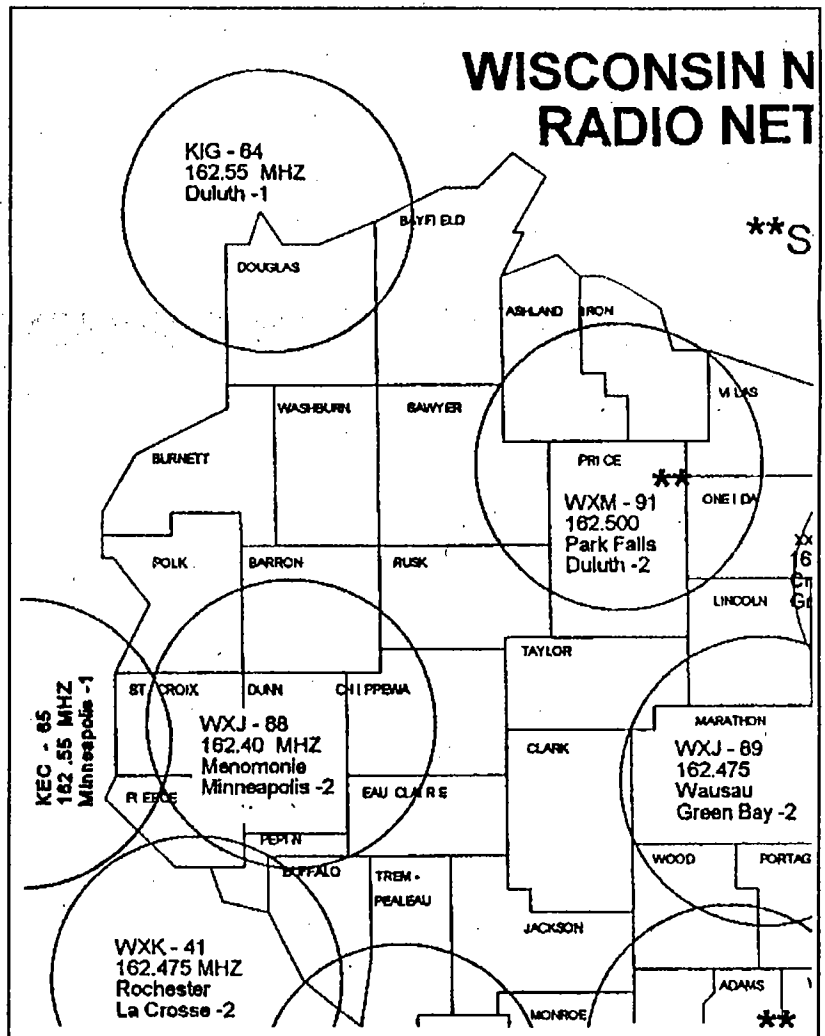 WISCONSIN N
RADIO NET
**S
KIG - 64
162.55 MHZ
Duluth -1
BAYFIELD
DOUGLAS
ASHLAND
IRON
VILAS
WASHBURN
SAWYER
BURNETT
PRICE
**
ONEIDA
WXM - 91
162.500
Park Falls
Duluth -2
POLK
BARRON
RUSK
LINCOLN
xx
16
TAYLOR
ST. CROIX
DUNN
CHIPPEWA
KEC - 65
162.55 MHZ
Minneapolis -1
WXJ - 88
162.40 MHZ
Menomonie
Minneapolis -2
MARATHON
WXJ - 89
162.475
Wausau
Green Bay -2
CLARK
PIERCE
EAU CLAIRE
PEPIN
BUFFALO
TREM -
PEALEAU
WOOD
PORTAG
JACKSON
WXK - 41
162.475 MHZ
Rochester
La Crosse -2
ADAMS
MONROE
**